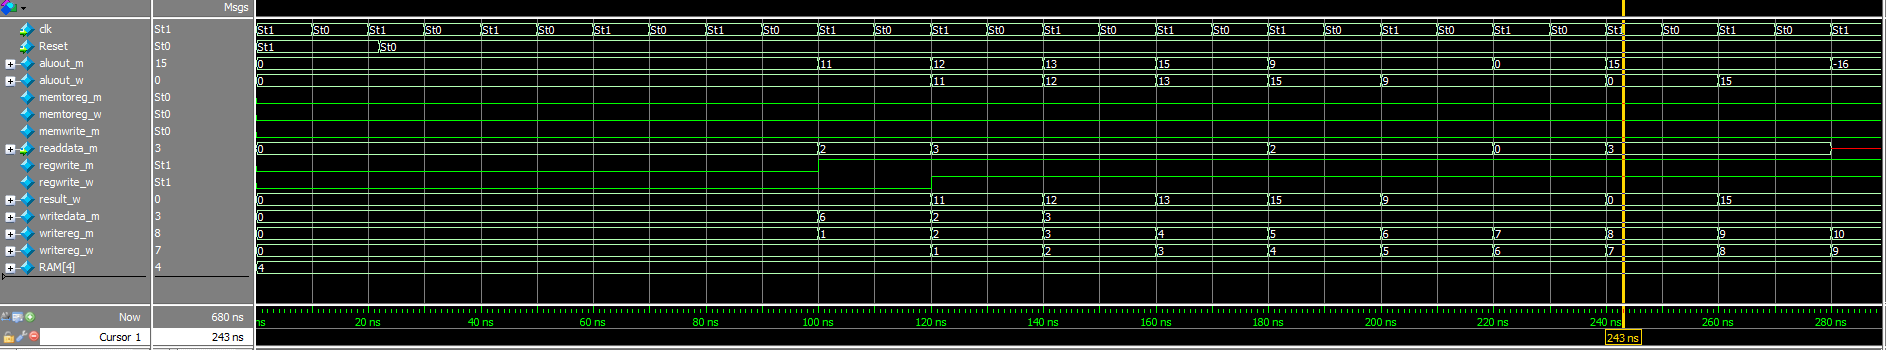 Msgs
clk St1 St1 St0 St1 St0 St1 St0 St1 St0 St1 St0 St1 St0 St1 St0 St1 St0 St1 St0 St1 St0 St1 St0 St1 St0 St1 St0 St1 St0 St1
Reset St0 St1 St0
aluout_m 15 0 11 12 13 15 9 0 15 -16
aluout_w 0 0 11 12 13 15 9 0 15
memtoreg_m St0
memtoreg_w St0
memwrite_m St0
readdata_m 3 0 2 3 2 0 3
regwrite_m St1
regwrite_w St1
result_w 0 0 11 12 13 15 9 0 15
writedata_m 3 0 6 2 3
writereg_m 8 0 1 2 3 4 5 6 7 8 9 10
writereg_w 7 0 1 2 3 4 5 6 7 8 9
RAM[4] 4 4
Now 680 ns ns 20 ns 40 ns 60 ns 80 ns 100 ns 120 ns 140 ns 160 ns 180 ns 200 ns 220 ns 240 ns 260 ns 280 ns
Cursor 1 243 ns 243 ns